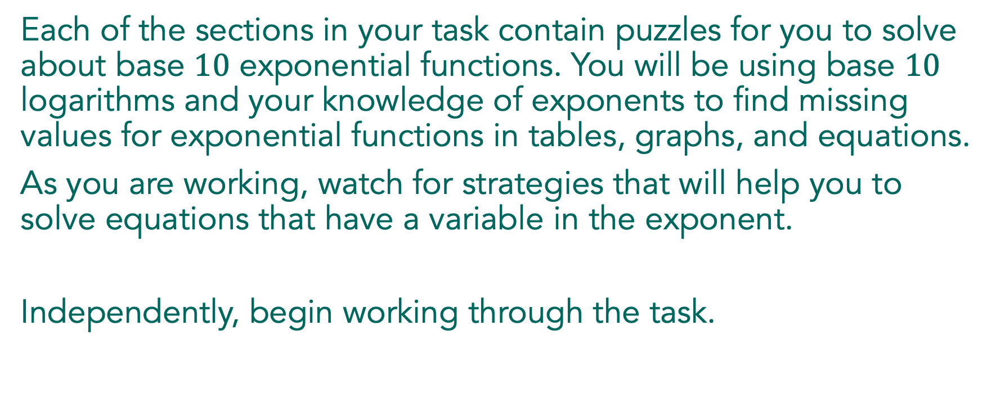 Each of the sections in your task contain puzzles for you to solve
about base 10 exponential functions. You will be using base 10
logarithms and your knowledge of exponents to find missing
values for exponential functions in tables, graphs, and equations.
As you are working, watch for strategies that will help you to
solve equations that have a variable in the exponent.
Independently, begin working through the task.